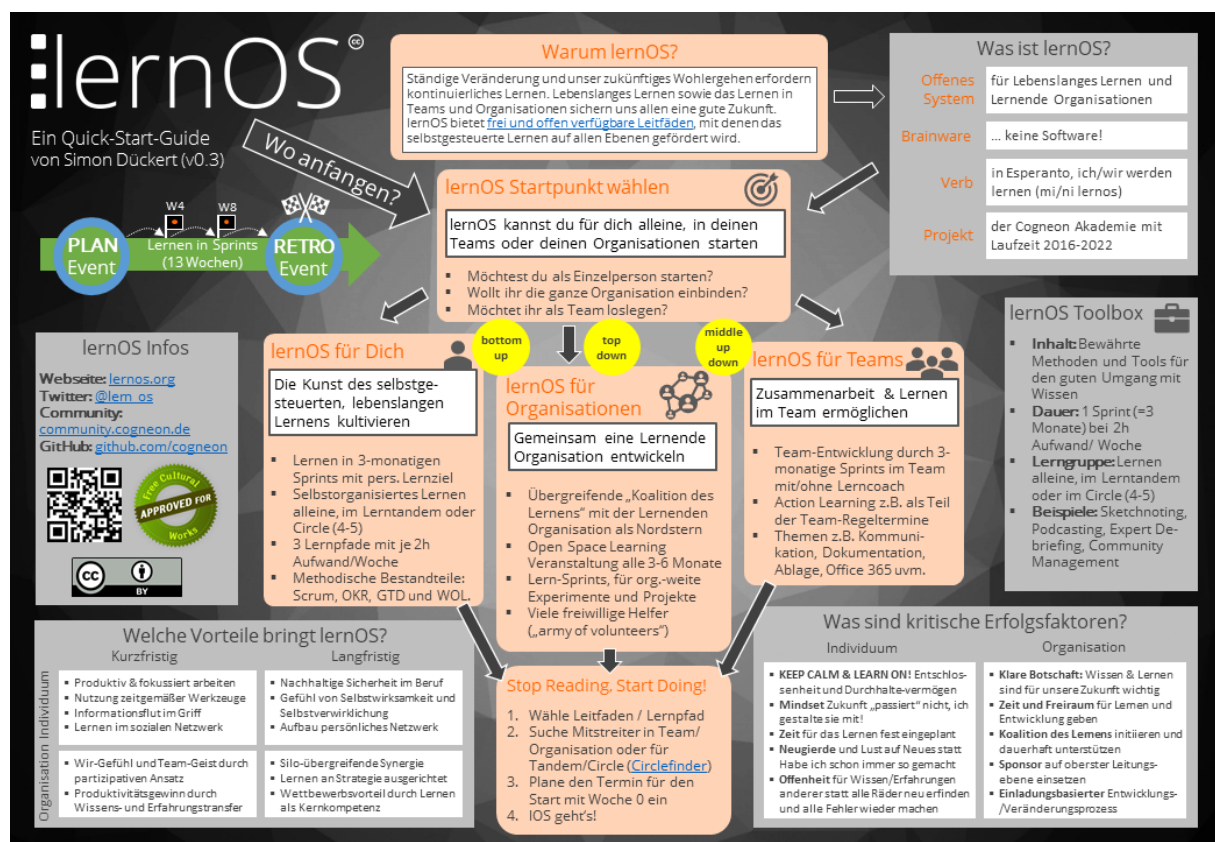 lernOS
Ein Quick-Start-Guide
von Simon Dückert (v0.3)
Wo anfangen?
W4
W8
PLAN
Event
Lernen in Sprints
(13 Wochen)
RETRO
Event
Warum lernOS?
Ständige Veränderung und unser zukünftiges Wohlergehen erfordern
kontinuierliches Lernen. Lebenslanges Lernen sowie das Lernen in
Teams und Organisationen sichern uns allen eine gute Zukunft.
lernOS bietet frei und offen verfügbare Leitfäden, mit denen das
selbstgesteuerte Lernen auf allen Ebenen gefördert wird.
Was ist lernOS?
Offenes
System
für Lebenslanges Lernen und
Lernende Organisationen
Brainware
... keine Software!
Verb
in Esperanto, ich/wir werden
lernen (mi/ni lernos)
Projekt
der Cogneon Akademie mit
Laufzeit 2016-2022
lernOS Startpunkt wählen
lernOS kannst du für dich alleine, in deinen
Teams oder deinen Organisationen starten
▪ Möchtest du als Einzelperson starten?
▪ Wollt ihr die ganze Organisation einbinden?
▪ Möchtet ihr als Team loslegen?
bottom
up
top
down
middle
up
down
lernOS Infos
Webseite: lernos.org
Twitter: @lern_os
Community:
community.cogneon.de
GitHub: github.com/cogneon
Free Cultural
APPROVED FOR
Works
cc
BY
lernOS für Dich
Die Kunst des selbstge-
steuerten, lebenslangen
Lernens kultivieren
▪ Lernen in 3-monatigen
Sprints mit pers. Lernziel
▪ Selbstorganisiertes Lernen
alleine, im Lerntandem oder
Circle (4-5)
▪ 3 Lernpfade mit je 2h
Aufwand/Woche
▪ Methodische Bestandteile:
Scrum, OKR, GTD und WOL.
lernOS für
Organisationen
Gemeinsam eine Lernende
Organisation entwickeln
▪ Übergreifende „Koalition des
Lernens" mit der Lernenden
Organisation als Nordstern
▪ Open Space Learning
Veranstaltung alle 3-6 Monate
▪ Lern-Sprints, für org.-weite
Experimente und Projekte
▪ Viele freiwillige Helfer
(„army of volunteers")
lernOS für Teams
Zusammenarbeit & Lernen
im Team ermöglichen
▪ Team-Entwicklung durch 3-
monatige Sprints im Team
mit/ohne Lerncoach
▪ Action Learning z.B. als Teil
der Team-Regeltermine
▪ Themen z.B. Kommuni-
kation, Dokumentation,
Ablage, Office 365 uvm.
lernOS Toolbox
▪ Inhalt: Bewährte
Methoden und Tools für
den guten Umgang mit
Wissen
▪ Dauer: 1 Sprint (=3
Monate) bei 2h
Aufwand/ Woche
▪ Lerngruppe: Lernen
alleine, im Lerntandem
oder im Circle (4-5)
▪ Beispiele: Sketchnoting,
Podcasting, Expert De-
briefing, Community
Management
Welche Vorteile bringt lernOS?
Kurzfristig
Langfristig
Individuum
▪ Produktiv & fokussiert arbeiten
▪ Nutzung zeitgemäßer Werkzeuge
▪ Informationsflut im Griff
▪ Lernen im sozialen Netzwerk
▪ Nachhaltige Sicherheit im Beruf
▪ Gefühl von Selbstwirksamkeit und
Selbstverwirklichung
▪ Aufbau persönliches Netzwerk
Organisation
▪ Wir-Gefühl und Team-Geist durch
partizipativen Ansatz
▪ Produktivitätsgewinn durch
Wissens- und Erfahrungstransfer
▪ Silo-übergreifende Synergie
▪ Lernen an Strategie ausgerichtet
▪ Wettbewerbsvorteil durch Lernen
als Kernkompetenz
Stop Reading, Start Doing!
1. Wähle Leitfaden / Lernpfad
2. Suche Mitstreiter in Team/
Organisation oder für
Tandem/Circle (Circlefinder)
3. Plane den Termin für den
Start mit Woche 0 ein
4. lOS geht's!
Was sind kritische Erfolgsfaktoren?
Individuum
▪ KEEP CALM & LEARN ON! Entschlos-
senheit und Durchhalte-vermögen
▪ Mindset Zukunft „passiert" nicht, ich
gestalte sie mit!
▪ Zeit für das Lernen fest eingeplant
▪ Neugierde und Lust auf Neues statt
Habe ich schon immer so gemacht
▪ Offenheit für Wissen/Erfahrungen
anderer statt alle Räder neu erfinden
und alle Fehler wieder machen
Organisation
▪ Klare Botschaft: Wissen & Lernen
sind für unsere Zukunft wichtig
▪ Zeit und Freiraum für Lernen und
Entwicklung geben
▪ Koalition des Lernens initiieren und
dauerhaft unterstützen
▪ Sponsor auf oberster Leitungs-
ebene einsetzen
▪ Einladungsbasierter Entwicklungs-
/Veränderungsprozess